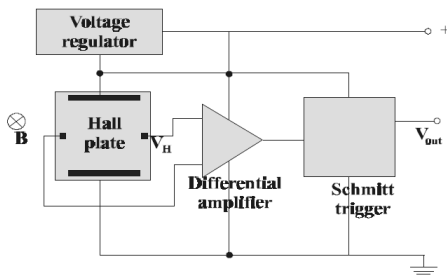 Voltage
regulator
+
Hall
plate
B
V_H
Differential
amplifier
Schmitt
trigger
V_out